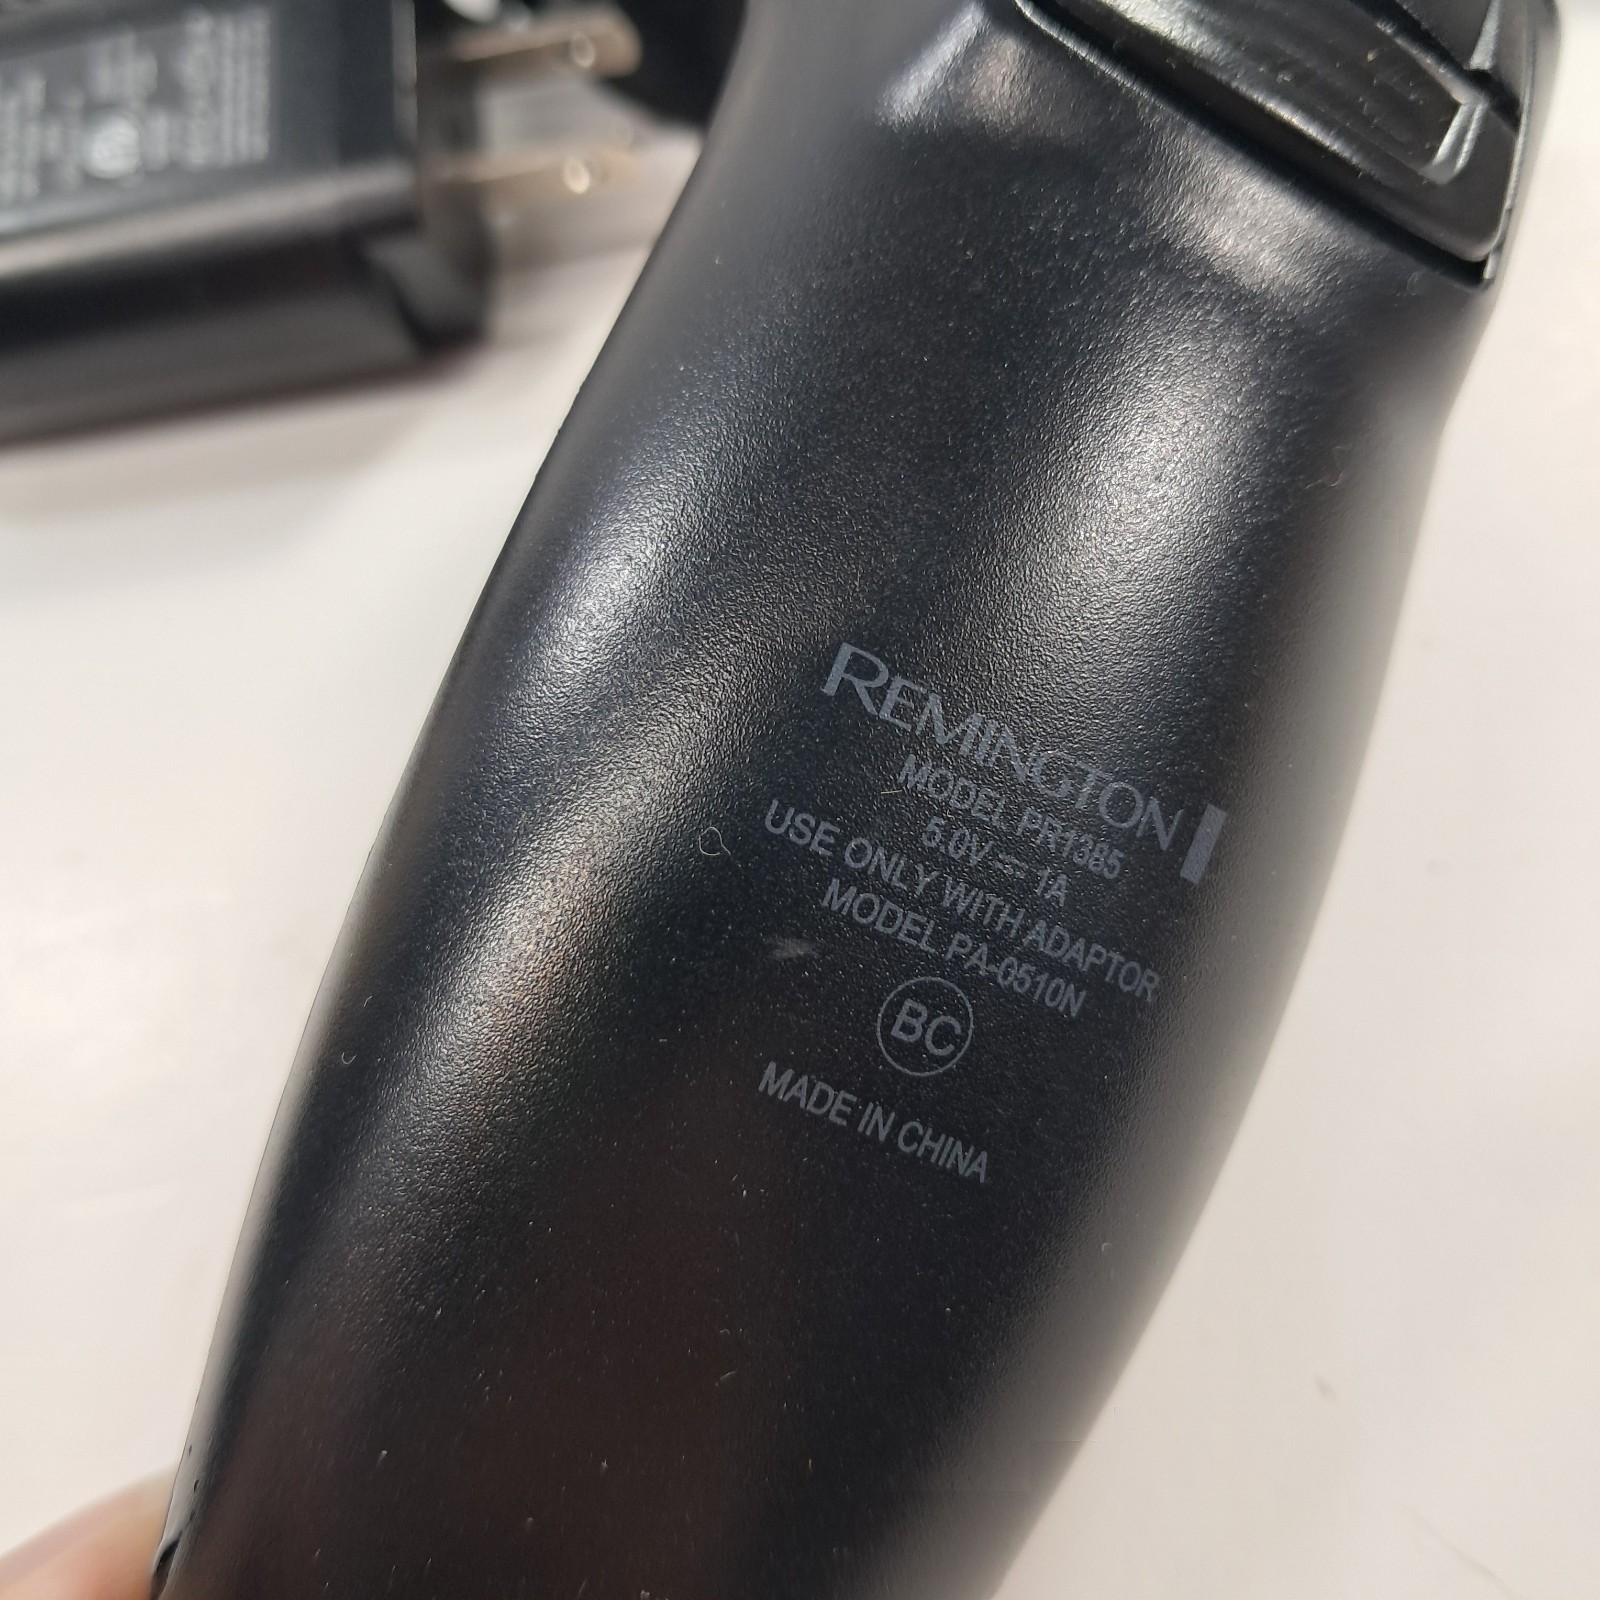 REMINGTON
MODEL PR1385
5.0V ⎓ 1A
USE ONLY WITH ADAPTOR
MODEL PA-0510N
BC
MADE IN CHINA